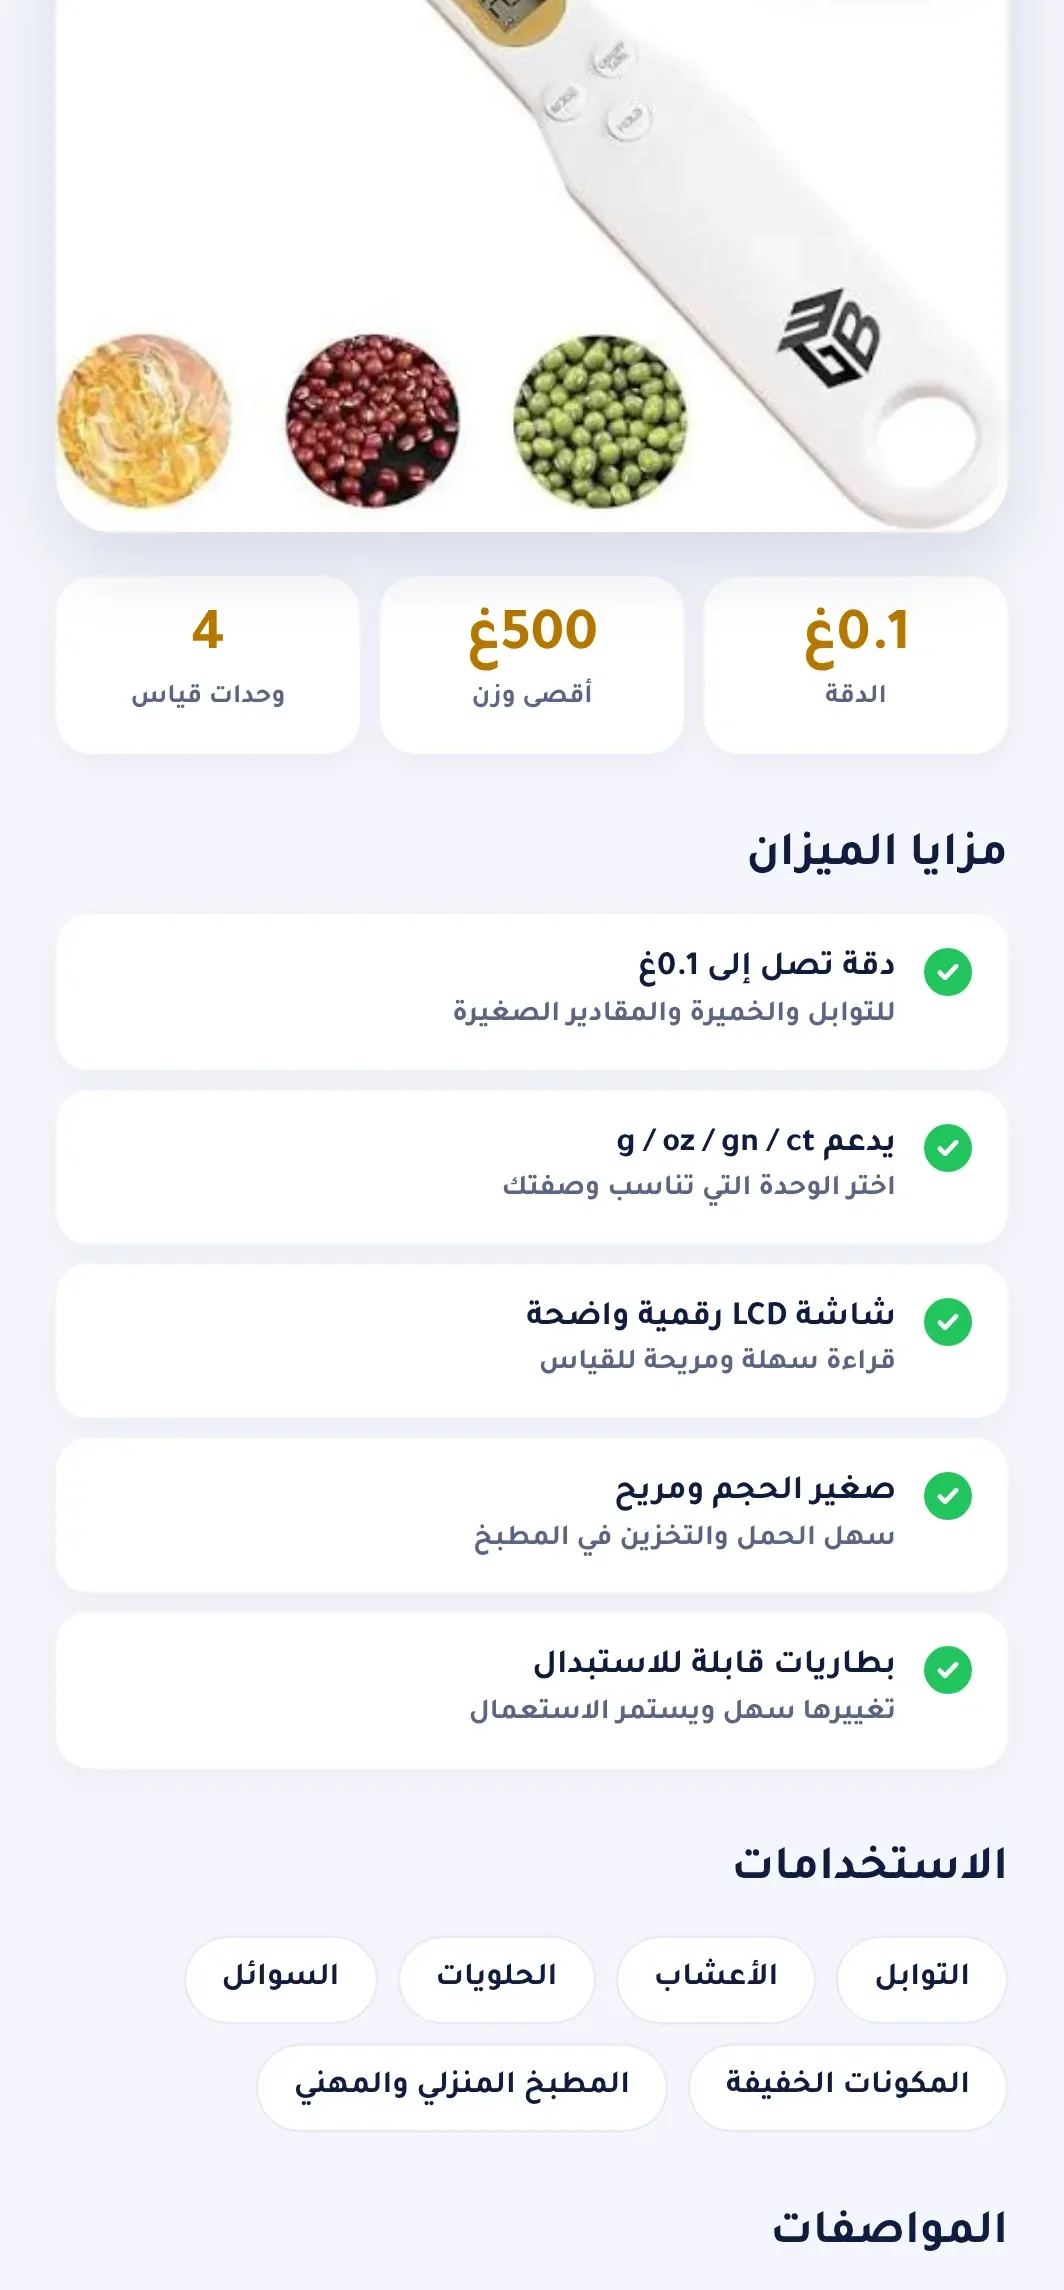 HOLD
0.1غ
الدقة
500غ
أقصى وزن
4
وحدات قياس
مزايا الميزان
دقة تصل إلى 0.1غ
للتوابل والخميرة والمقادير الصغيرة
يدعم g / oz / gn / ct
اختر الوحدة التي تناسب وصفتك
شاشة LCD رقمية واضحة
قراءة سهلة ومريحة للقياس
صغير الحجم ومريح
سهل الحمل والتخزين في المطبخ
بطاريات قابلة للاستبدال
تغييرها سهل ويستمر الاستعمال
الاستخدامات
التوابل
الأعشاب
الحلويات
السوائل
المكونات الخفيفة
المطبخ المنزلي والمهني
المواصفات